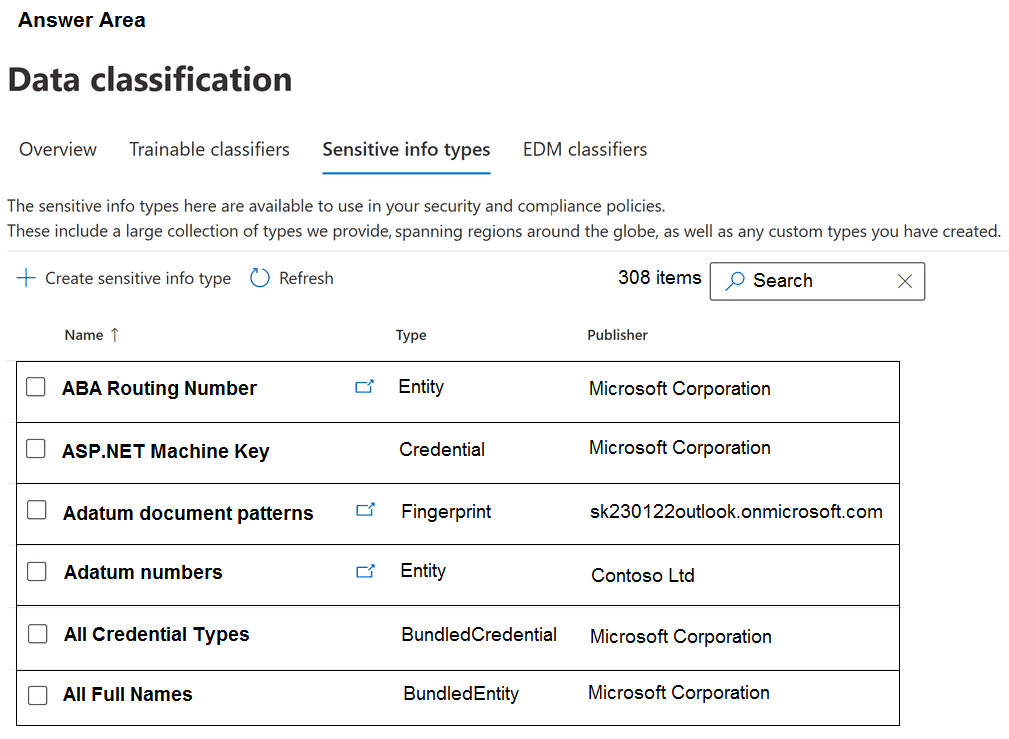 Answer Area
Data classification
Overview Trainable classifiers Sensitive info types EDM classifiers
The sensitive info types here are available to use in your security and compliance policies.
These include a large collection of types we provide, spanning regions around the globe, as well as any custom types you have created.
Create sensitive info type Refresh 308 items Search
Name ↑ Type Publisher
ABA Routing Number Entity Microsoft Corporation
ASP.NET Machine Key Credential Microsoft Corporation
Adatum document patterns Fingerprint sk230122outlook.onmicrosoft.com
Adatum numbers Entity Contoso Ltd
All Credential Types BundledCredential Microsoft Corporation
All Full Names BundledEntity Microsoft Corporation